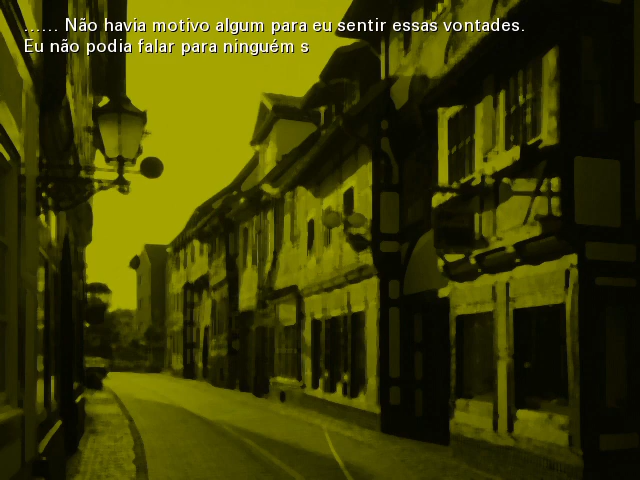 ...... Não havia motivo algum para eu sentir essas vontades.
Eu não podia falar para ninguém s